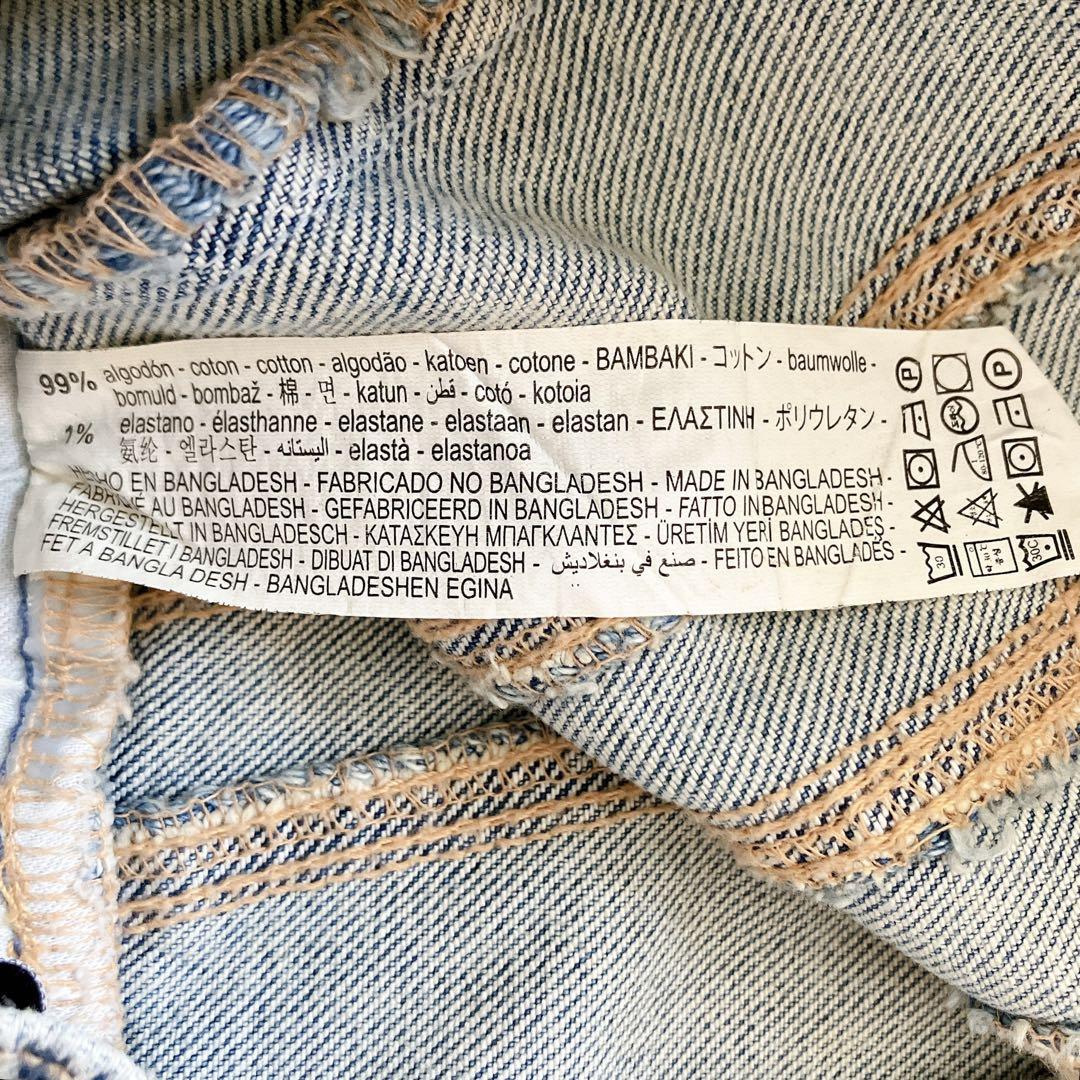 99% algodón - coton - cotton - algodão - katoen - cotone - BAMBAKI - コットン - baumwolle -
bomuld - bombaž - 棉 - 면 - katun - قطن - cotó - kotoia
1% elastano - élasthanne - elastane - elastaan - elastan - ΕΛΑΣΤΙΝΗ - ポリウレタン -
氨纶 - 엘라스탄 - اليستانه - elastà - elastanoa
HECHO EN BANGLADESH - FABRICADO NO BANGLADESH - MADE IN BANGLADESH -
FABRIQUÉ AU BANGLADESH - GEFABRICEERD IN BANGLADESH - FATTO IN BANGLADESH -
HERGESTELLT IN BANGLADESCH - ΚΑΤΑΣΚΕΥΗ ΜΠΑΓΚΛΑΝΤΕΣ - ÜRETİM YERİ BANGLADEŞ -
FREMSTILLET I BANGLADESH - DIBUAT DI BANGLADESH - صنع في بنغلاديش - FEITO EN BANGLADÉS -
FET A BANGLA DESH - BANGLADESHEN EGINA
P P
80-120°C
30 30C